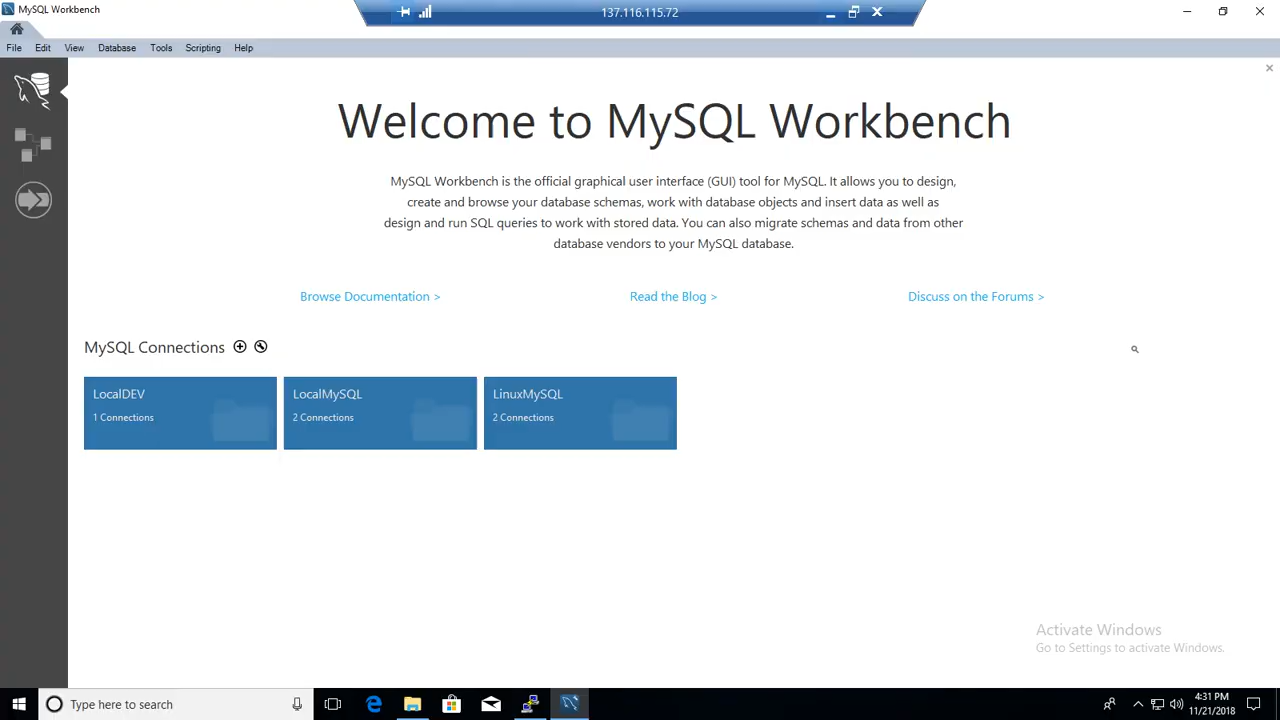 MySQL Workbench
137.116.115.72
File Edit View Database Tools Scripting Help
Welcome to MySQL Workbench
MySQL Workbench is the official graphical user interface (GUI) tool for MySQL. It allows you to design,
create and browse your database schemas, work with database objects and insert data as well as
design and run SQL queries to work with stored data. You can also migrate schemas and data from other
database vendors to your MySQL database.
Browse Documentation >
Read the Blog >
Discuss on the Forums >
MySQL Connections
LocalDEV
1 Connections
LocalMySQL
2 Connections
LinuxMySQL
2 Connections
Activate Windows
Go to Settings to activate Windows.
Type here to search
4:31 PM
11/21/2018